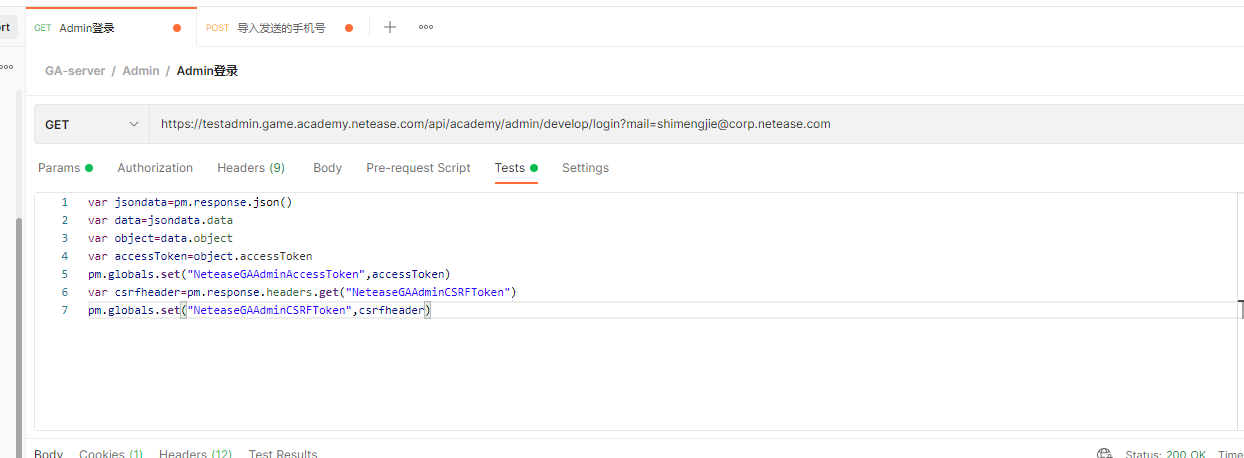 rt
GET Admin登录
POST 导入发送的手机号
GA-server / Admin / Admin登录
GET https://testadmin.game.academy.netease.com/api/academy/admin/develop/login?mail=shimengjie@corp.netease.com
Params Authorization Headers (9) Body Pre-request Script Tests Settings
1 var jsondata=pm.response.json()
2 var data=jsondata.data
3 var object=data.object
4 var accessToken=object.accessToken
5 pm.globals.set("NeteaseGAAdminAccessToken",accessToken)
6 var csrfheader=pm.response.headers.get("NeteaseGAAdminCSRFToken")
7 pm.globals.set("NeteaseGAAdminCSRFToken",csrfheader)
Body Cookies (1) Headers (12) Test Results Status: 200 OK Time